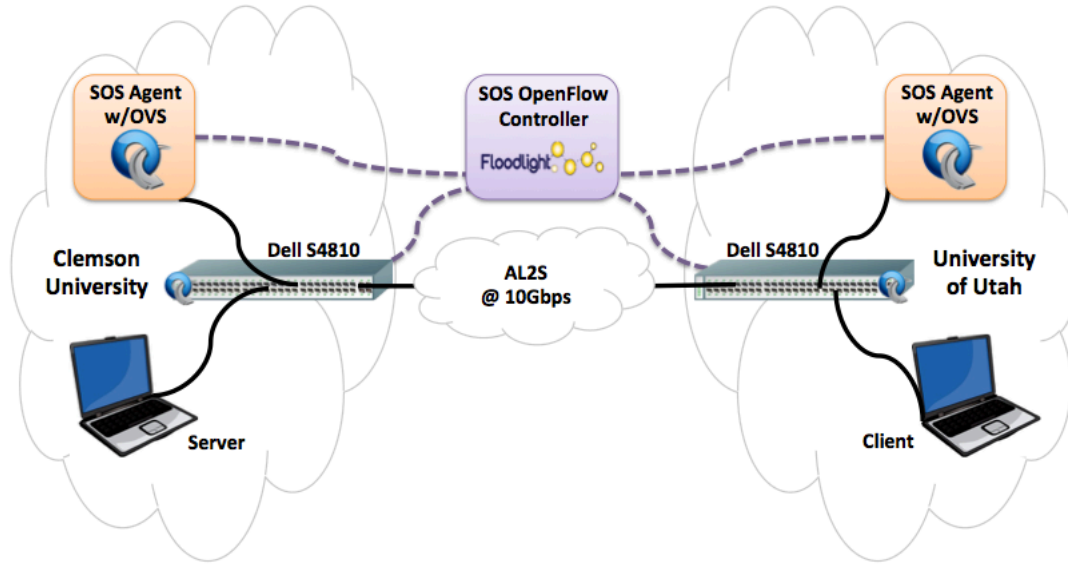 SOS Agent
w/OVS
SOS OpenFlow
Controller
Floodlight
SOS Agent
w/OVS
Clemson
University
Dell S4810
AL2S
@ 10Gbps
Dell S4810
University
of Utah
Server
Client